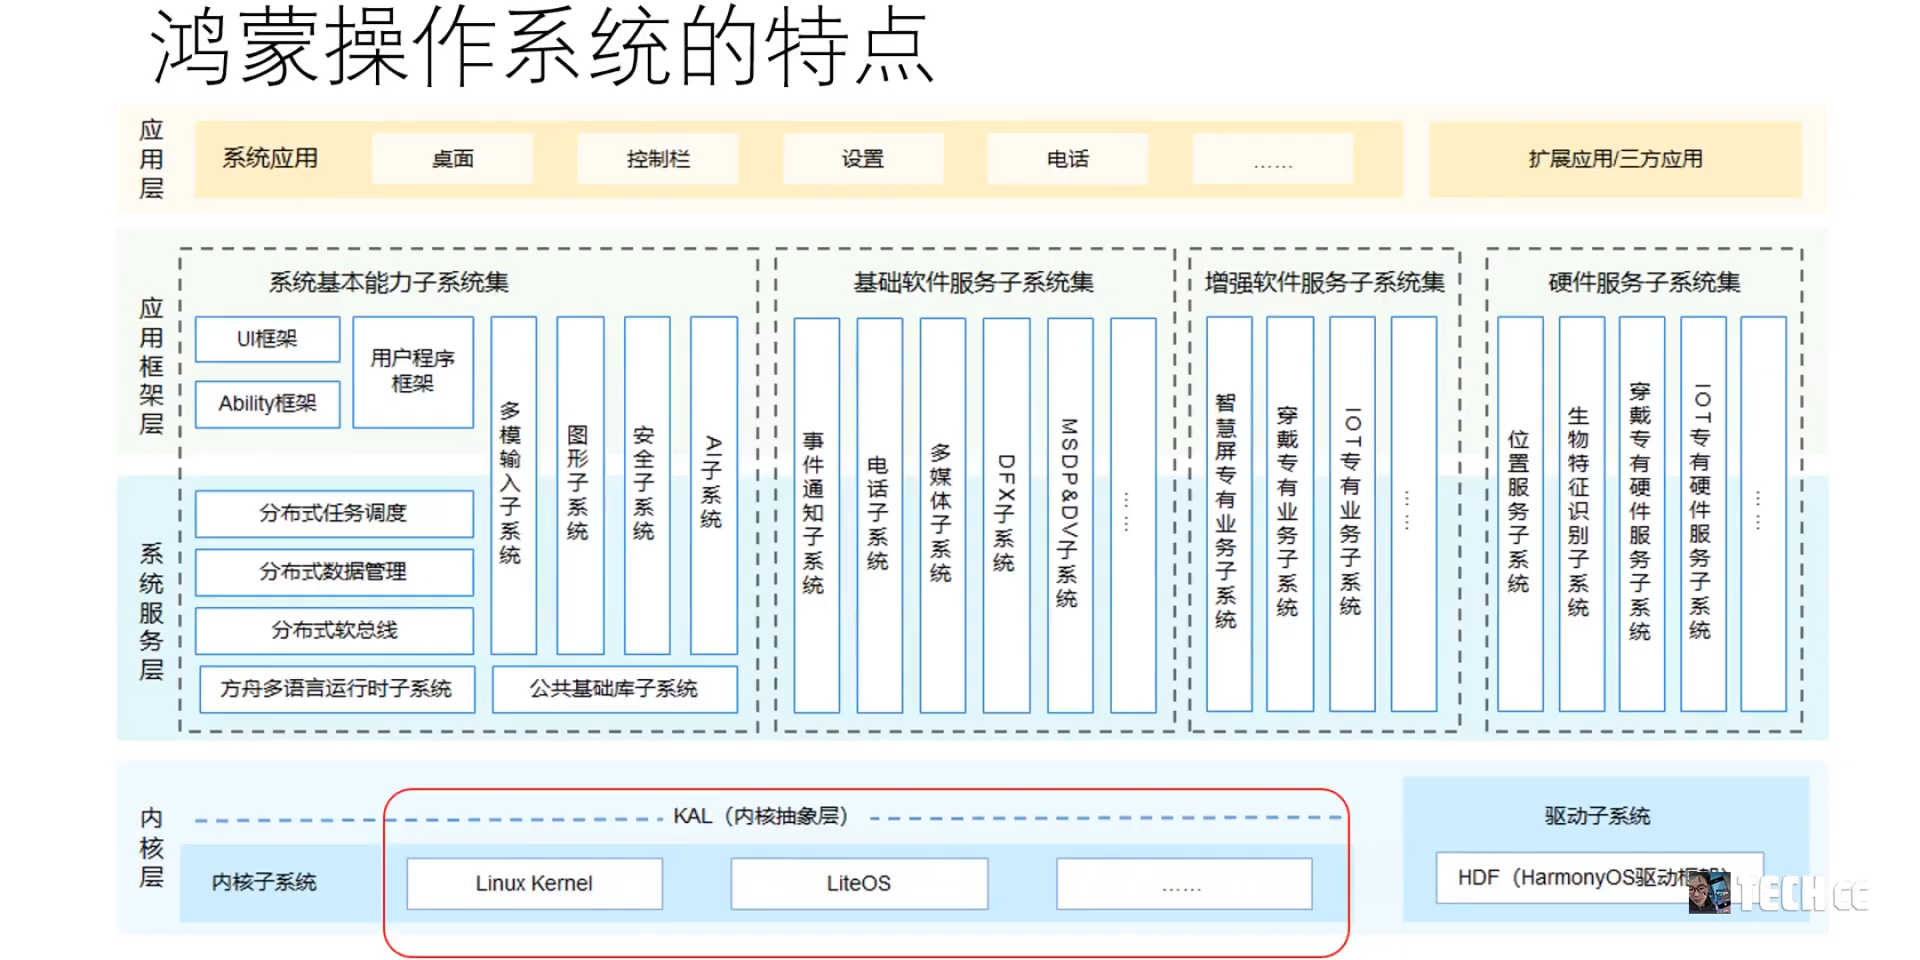 鸿蒙操作系统的特点
应用层
系统应用
桌面
控制栏
设置
电话
……
扩展应用/三方应用
应用框架层
系统基本能力子系统集
UI框架
Ability框架
用户程序
框架
多模输入子系统
图形子系统
安全子系统
AI子系统
基础软件服务子系统集
事件通知子系统
电话子系统
多媒体子系统
DFX子系统
MSDP&DV子系统
……
增强软件服务子系统集
智慧屏专有业务子系统
穿戴专有业务子系统
IOT专有业务子系统
……
硬件服务子系统集
位置服务子系统
生物特征识别子系统
穿戴专有硬件服务子系统
IOT专有硬件服务子系统
……
系统服务层
分布式任务调度
分布式数据管理
分布式软总线
方舟多语言运行时子系统
公共基础库子系统
内核层
KAL（内核抽象层）
内核子系统
Linux Kernel
LiteOS
……
驱动子系统
HDF（HarmonyOS驱动
TECH